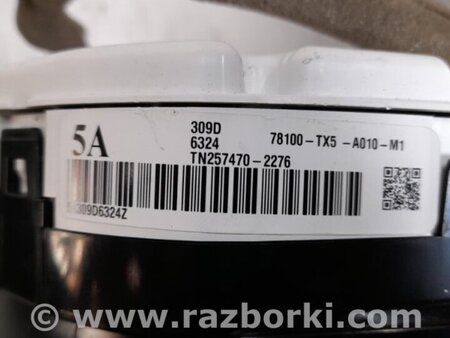 5A
309D
6324
78100-TX5 -A010-M1
TN257470-2276
309D6324Z
www.razborki.com